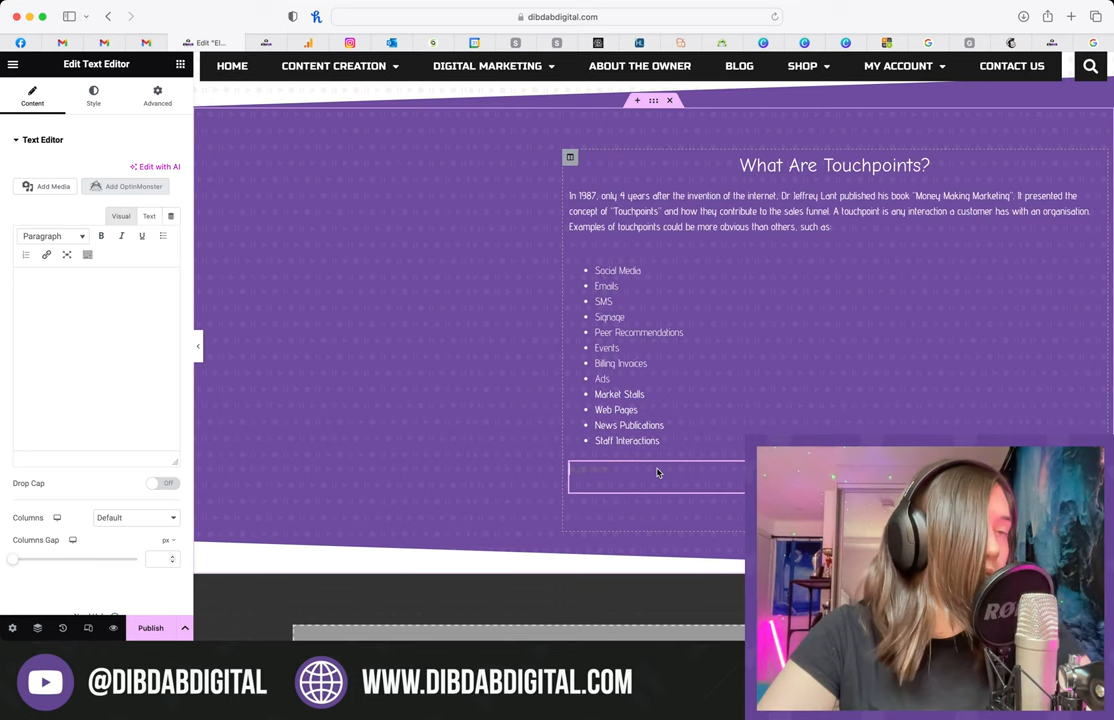 dibdabdigital.com
Edit "El...
Edit Text Editor
HOME
CONTENT CREATION
DIGITAL MARKETING
ABOUT THE OWNER
BLOG
SHOP
MY ACCOUNT
CONTACT US
Content
Style
Advanced
Text Editor
Edit with AI
Add Media
Add OptinMonster
Visual
Text
Paragraph
B
I
U
Drop Cap
Off
Columns
Default
Columns Gap
px
Publish
What Are Touchpoints?
In 1987, only 4 years after the invention of the internet, Dr Jeffrey Lant published his book "Money Making Marketing". It presented the
concept of "Touchpoints" and how they contribute to the sales funnel. A touchpoint is any interaction a customer has with an organisation.
Examples of touchpoints could be more obvious than others, such as:
Social Media
Emails
SMS
Signage
Peer Recommendations
Events
Billing Invoices
Ads
Market Stalls
Web Pages
News Publications
Staff Interactions
RØD
@DIBDABDIGITAL
WWW.DIBDABDIGITAL.COM